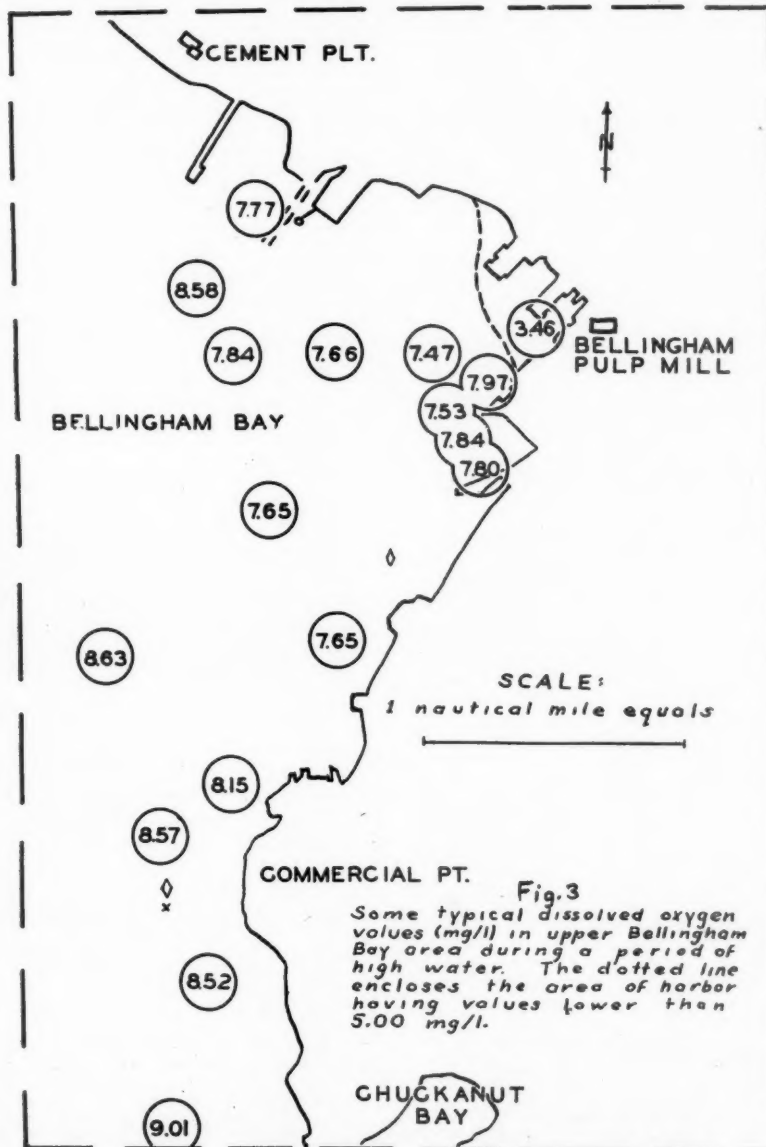 CEMENT PLT.
N
7.77
8.58
3.46
7.84
7.66
7.47
BELLINGHAM
PULP MILL
7.97
7.53
BELLINGHAM BAY
7.84
7.80
7.65
7.65
8.63
SCALE:
1 nautical mile equals
8.15
8.57
COMMERCIAL PT.
Fig.3
Some typical dissolved oxygen
values (mg/l) in upper Bellingham
Bay area during a period of
high water. The dotted line
encloses the area of harbor
having values lower than
5.00 mg/l.
8.52
CHUCKANUT
BAY
9.01